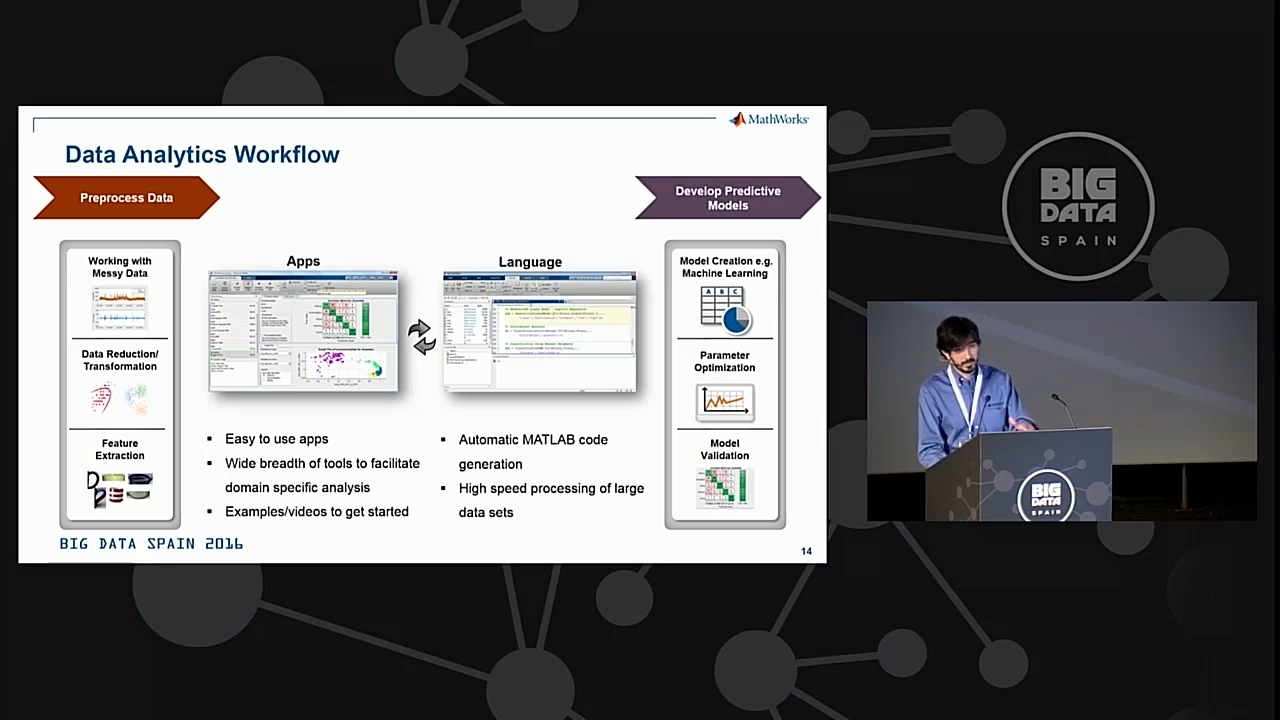 MathWorks
Data Analytics Workflow
Preprocess Data
Develop Predictive
Models
Working with
Messy Data
Data Reduction/
Transformation
Feature
Extraction
Apps
Language
Easy to use apps
Wide breadth of tools to facilitate
domain specific analysis
Examples/videos to get started
Automatic MATLAB code
generation
High speed processing of large
data sets
Model Creation e.g.
Machine Learning
A B C
Parameter
Optimization
Model
Validation
BIG DATA SPAIN 2016
14
BIG
DATA
SPAIN
BIG
DATA
SPAIN